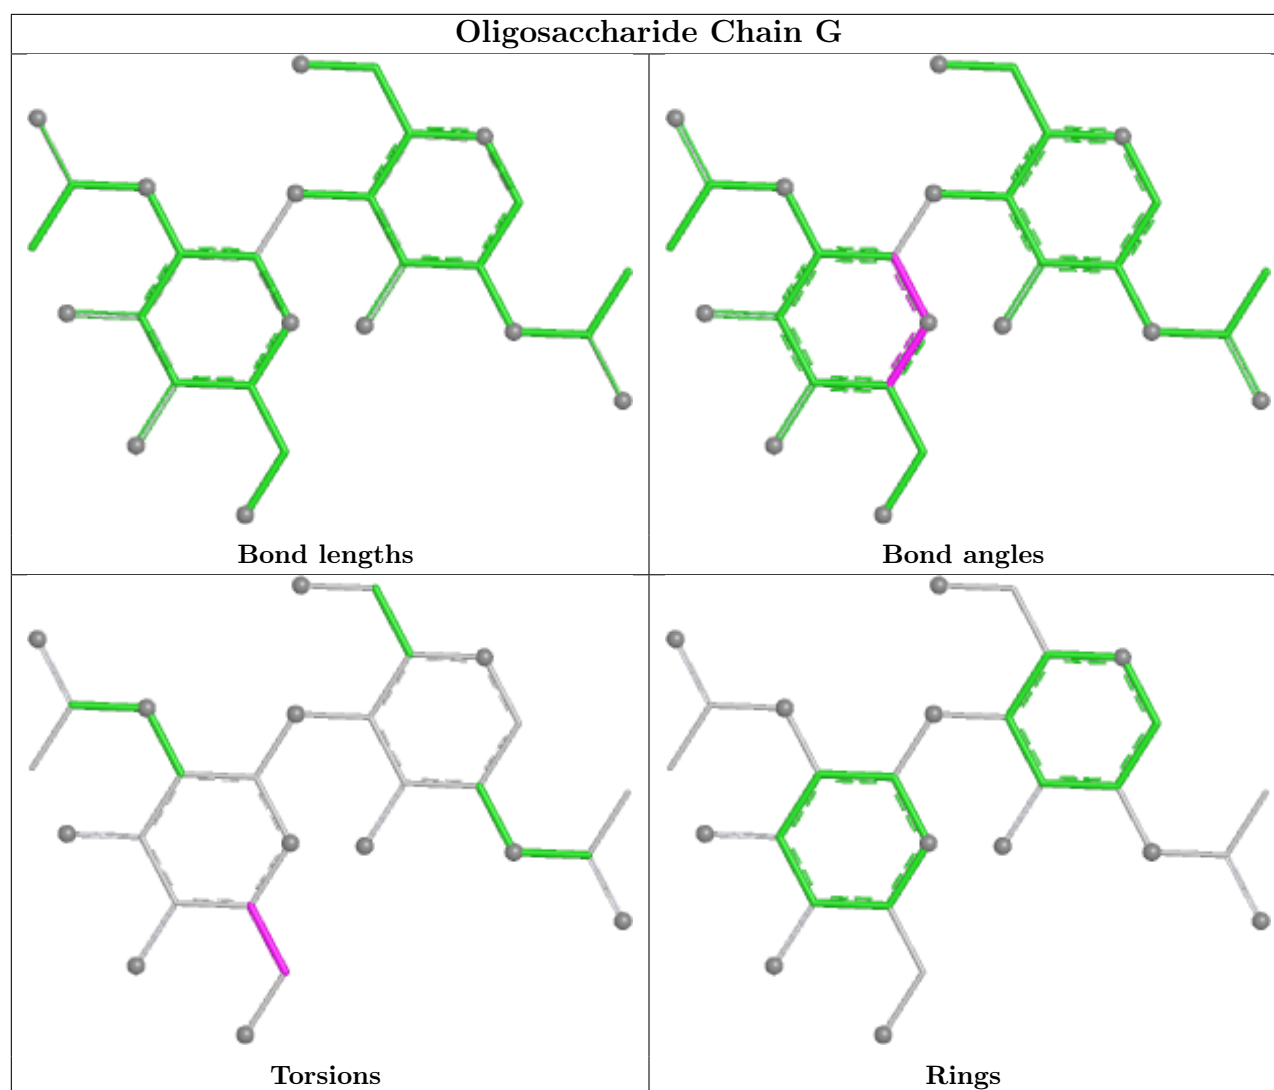 Oligosaccharide Chain G
Bond lengths
Bond angles
Torsions
Rings